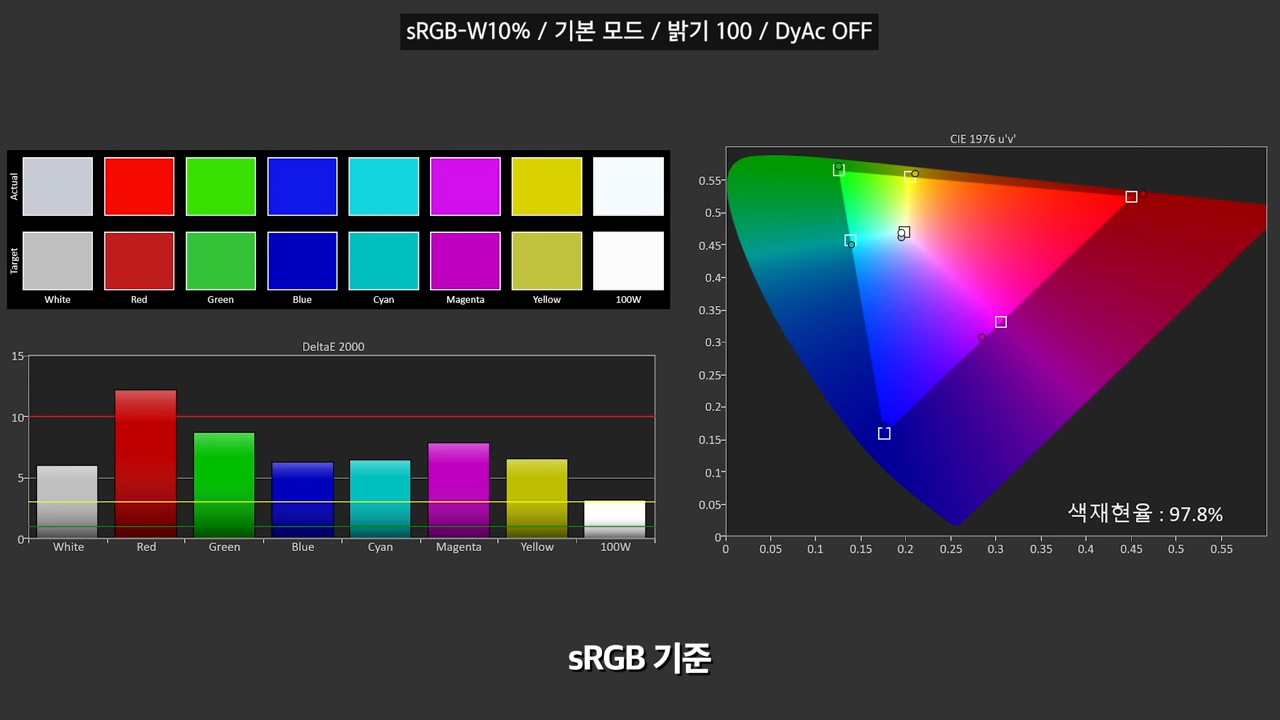 sRGB-W10% / 기본 모드 / 밝기 100 / DyAc OFF
Actual
Target
White Red Green Blue Cyan Magenta Yellow 100W
DeltaE 2000
15
10
5
0
White Red Green Blue Cyan Magenta Yellow 100W
CIE 1976 u'v'
0.55
0.5
0.45
0.4
0.35
0.3
0.25
0.2
0.15
0.1
0.05
0
0 0.05 0.1 0.15 0.2 0.25 0.3 0.35 0.4 0.45 0.5 0.55
색재현율 : 97.8%
sRGB 기준